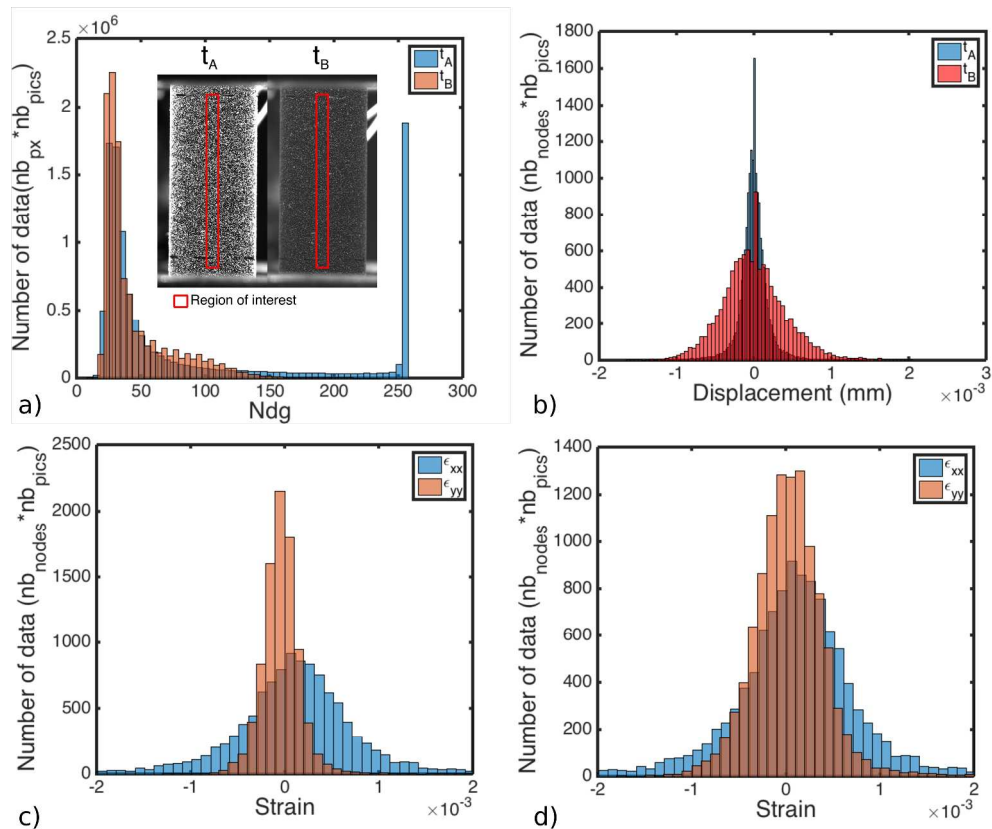 ×10⁶
2.5
2
1.5
1
0.5
0
0 50 100 150 200 250 300
Number of data(nb_px*nb_pics)
Ndg
t_A t_B
t_A
t_B
Region of interest
a)
1800
1600
1400
1200
1000
800
600
400
200
0
-2 -1 0 1 2 3
×10⁻³
Number of data (nb_nodes*nb_pics)
Displacement (mm)
t_A
t_B
b)
2500
2000
1500
1000
500
0
-2 -1 0 1 2
×10⁻³
Number of data (nb_nodes*nb_pics)
Strain
ϵ_xx
ϵ_yy
c)
1400
1200
1000
800
600
400
200
0
-2 -1 0 1 2
×10⁻³
Number of data (nb_nodes*nb_pics)
Strain
ϵ_xx
ϵ_yy
d)